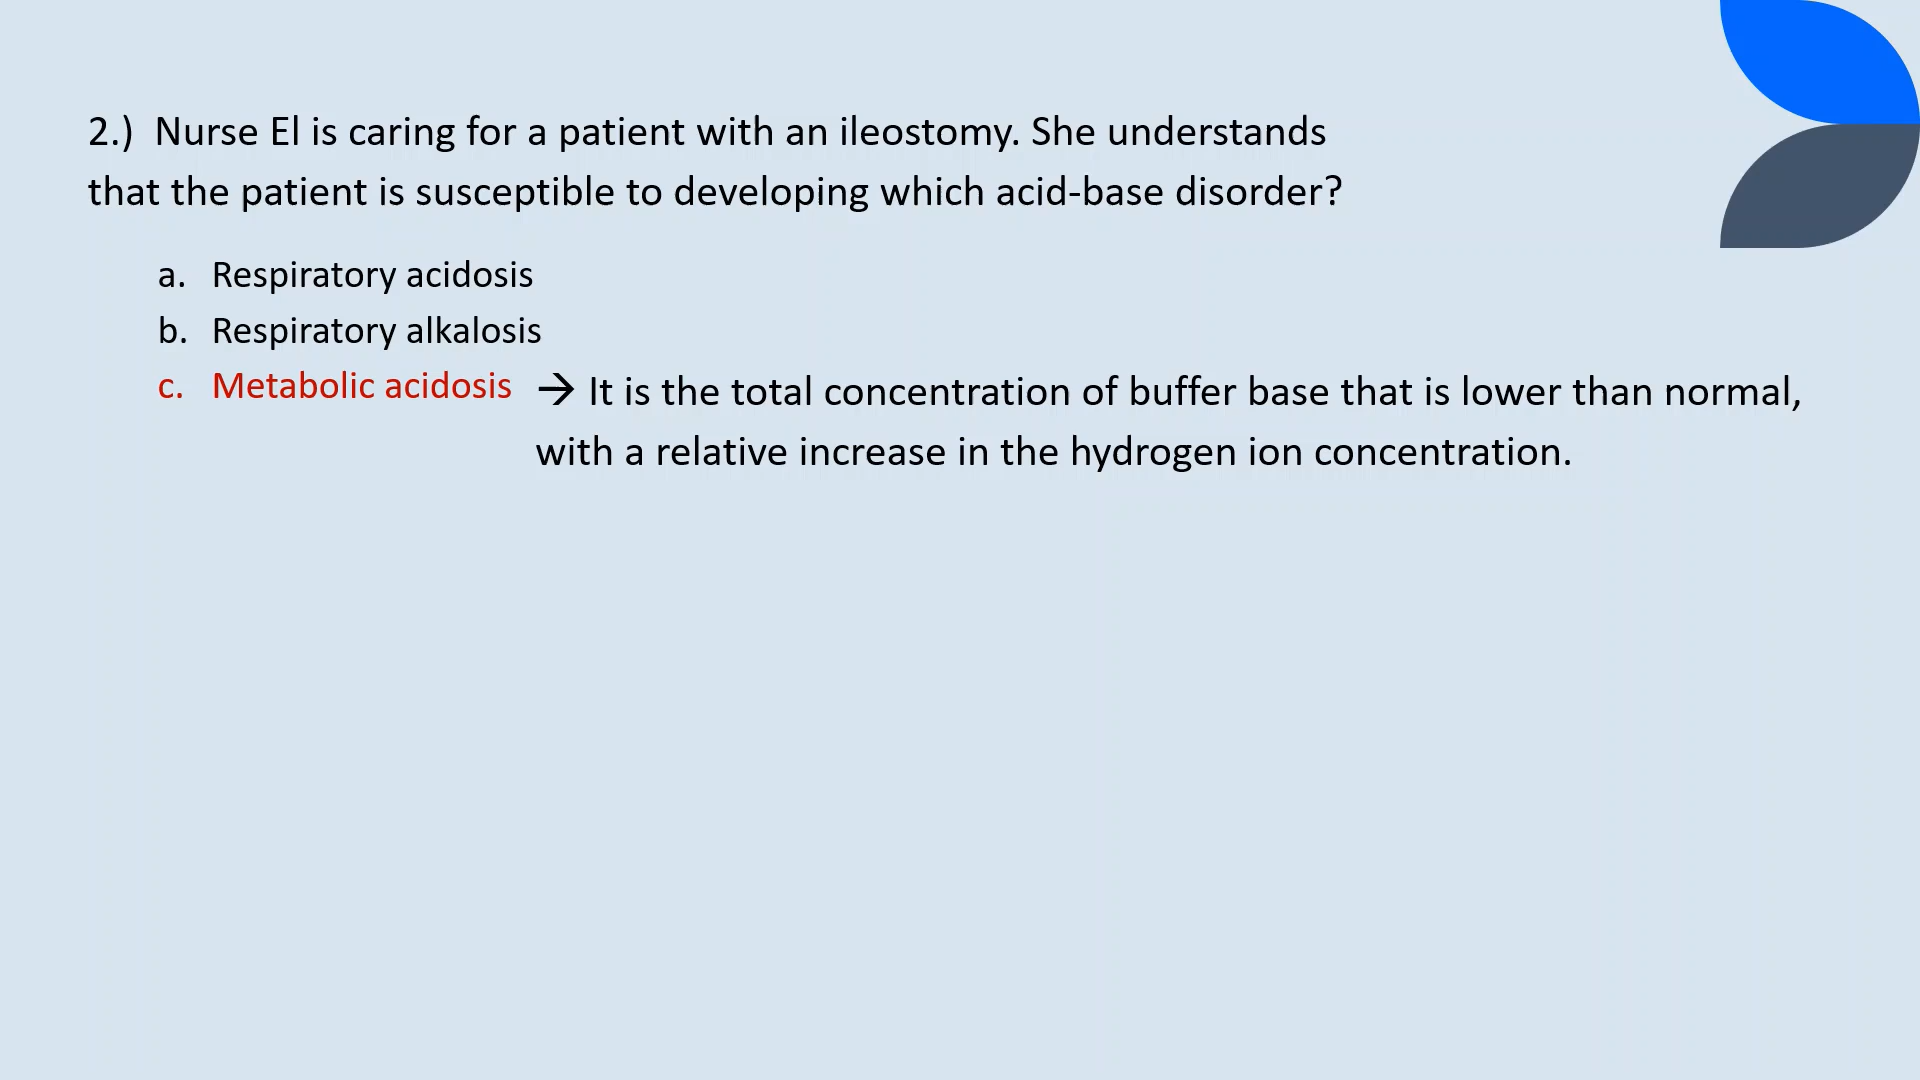 2.) Nurse El is caring for a patient with an ileostomy. She understands
that the patient is susceptible to developing which acid-base disorder?
a. Respiratory acidosis
b. Respiratory alkalosis
c. Metabolic acidosis → It is the total concentration of buffer base that is lower than normal,
with a relative increase in the hydrogen ion concentration.